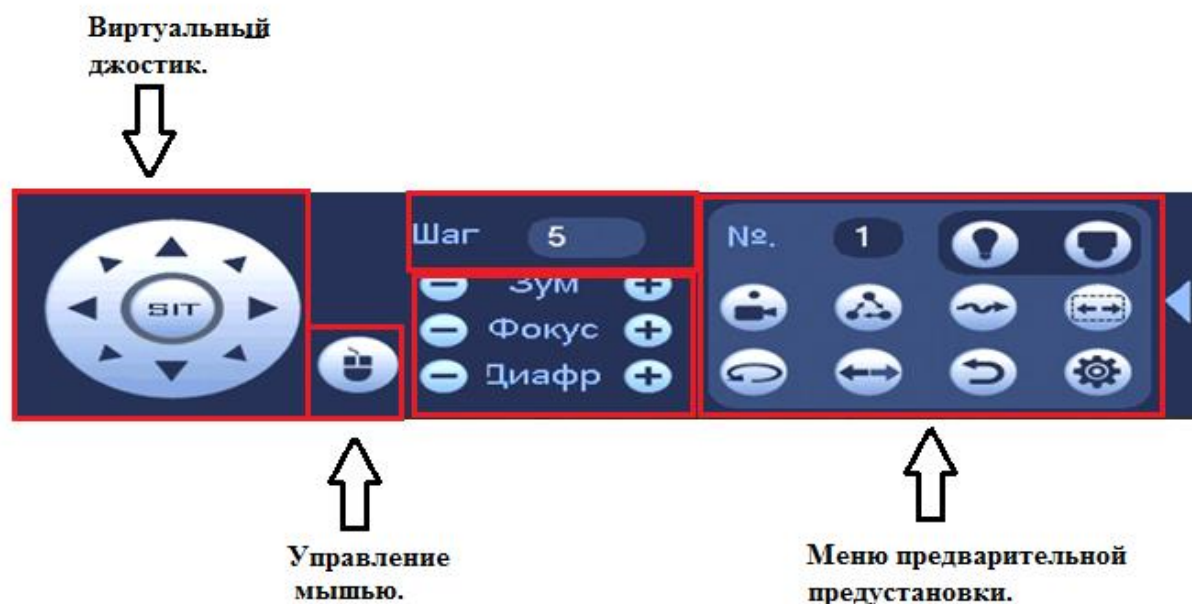 Виртуальный
джостик.
SIT
Шаг 5
Зум
Фокус
Диафр
№. 1
Управление
мышью.
Меню предварительной
предустановки.